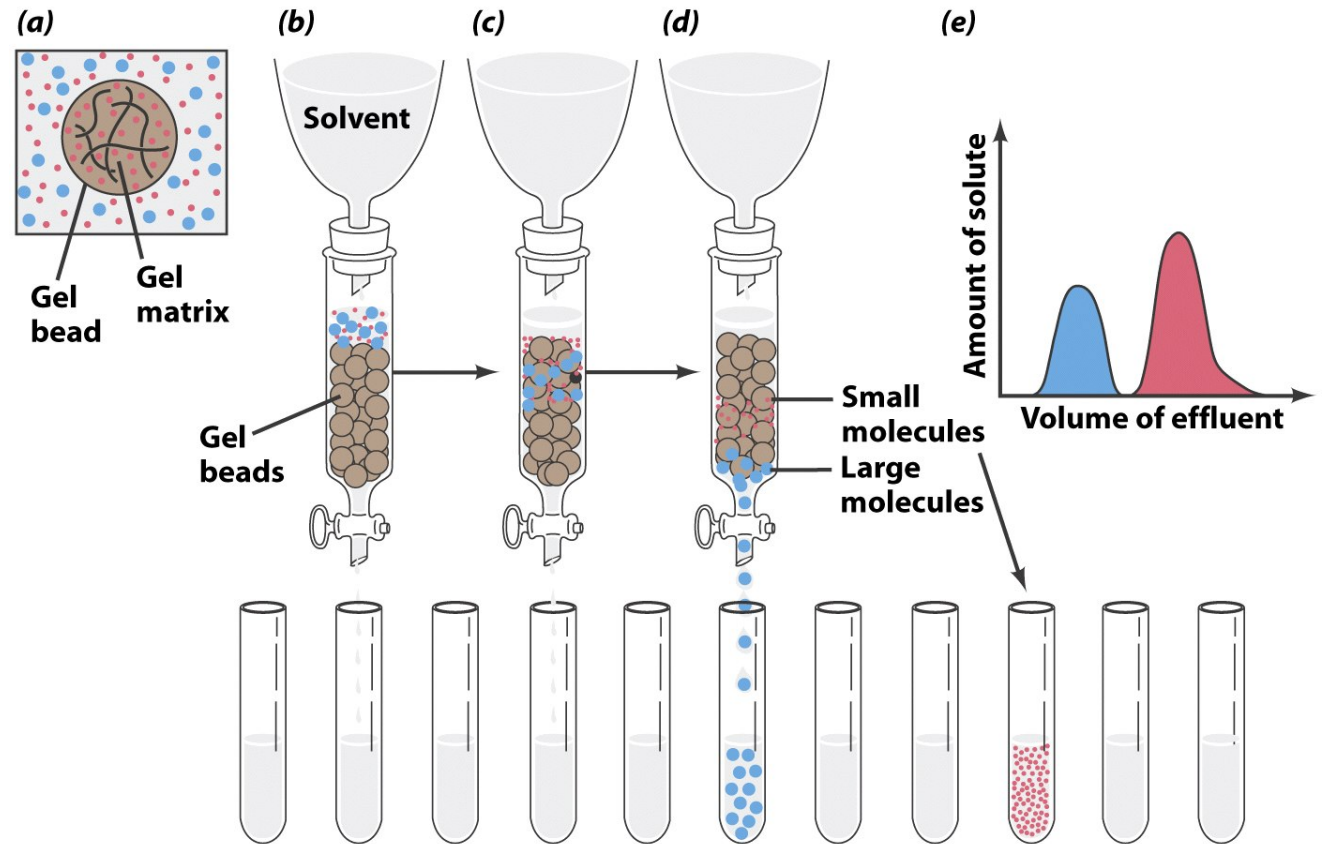 (a)
(b)
(c)
(d)
(e)
Solvent
Gel
bead
Gel
matrix
Gel
beads
Small
molecules
Large
molecules
Amount of solute
Volume of effluent